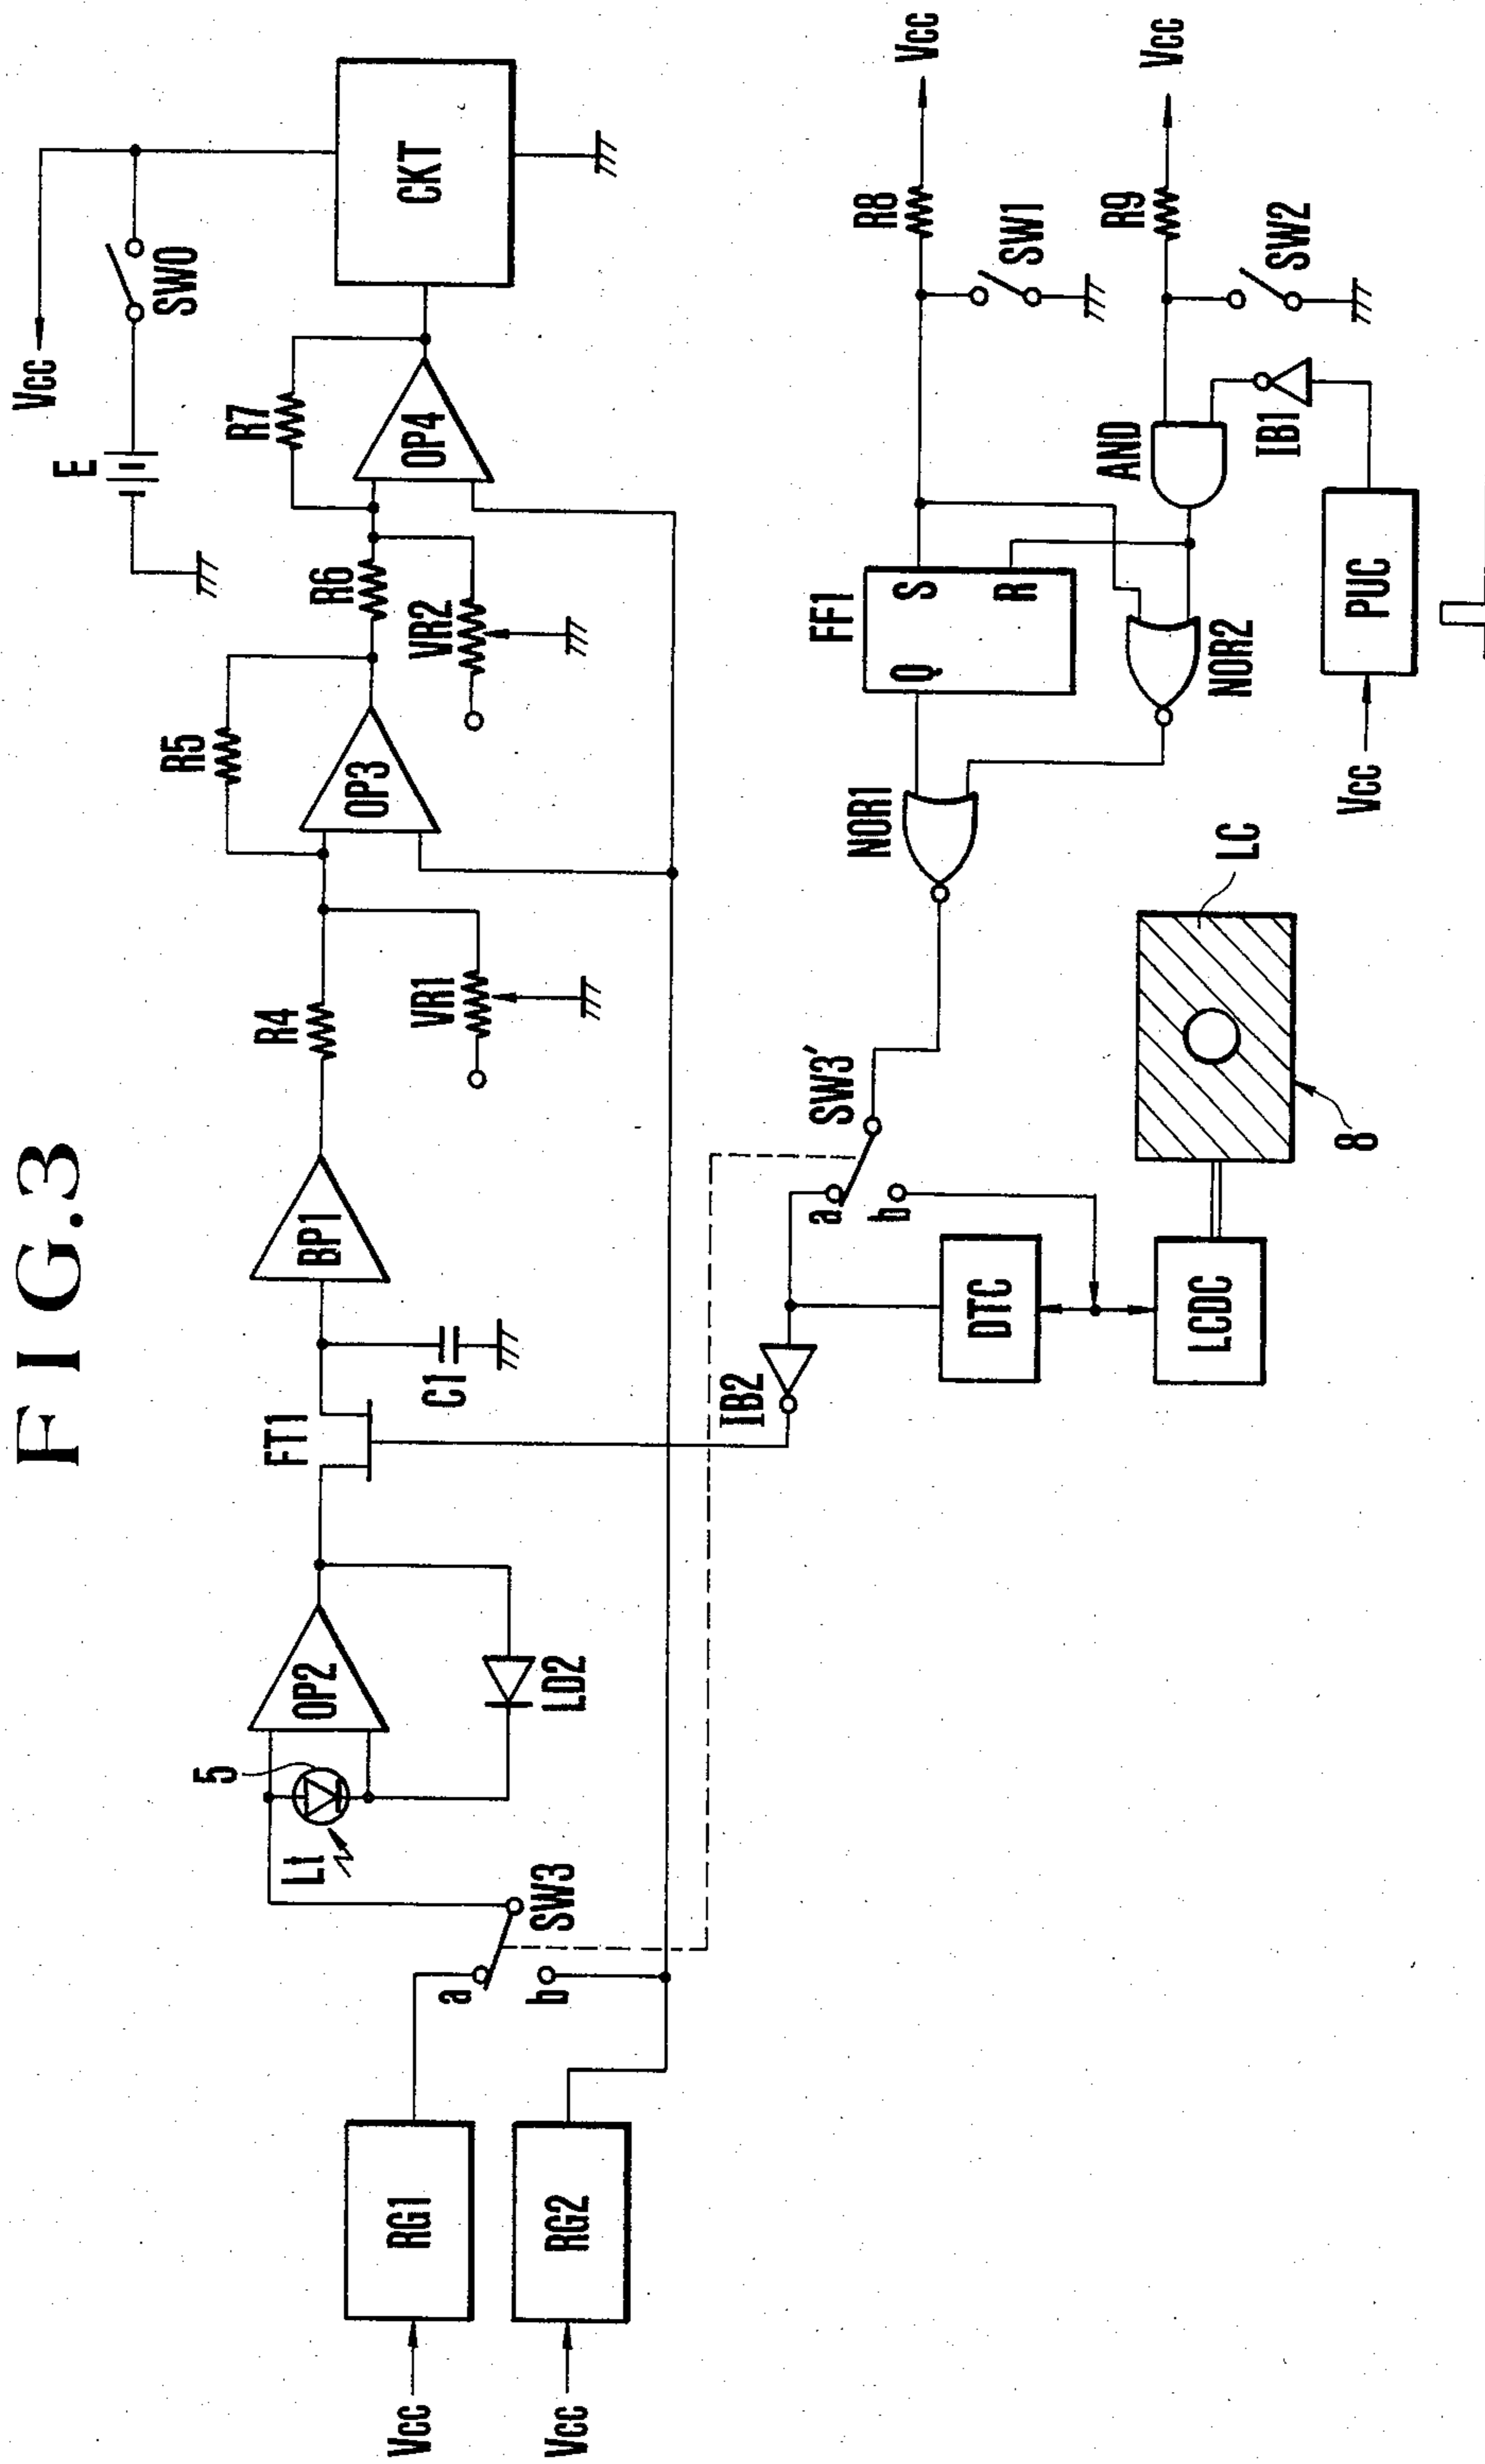 FIG.3
Vcc
E
SW0
R7
R5
R6
OP4
CKT
R4
OP3
VR2
VR1
FT1
BP1
C1
5
Li
OP2
LD2
SW3
a
b
RG1
RG2
Vcc
Vcc
IB2
a
b
SW3'
NOR1
FF1
Q
S
R
R8
Vcc
SW1
DTC
LCDC
NOR2
AND
R9
Vcc
SW2
IB1
LC
8
Vcc
PUC